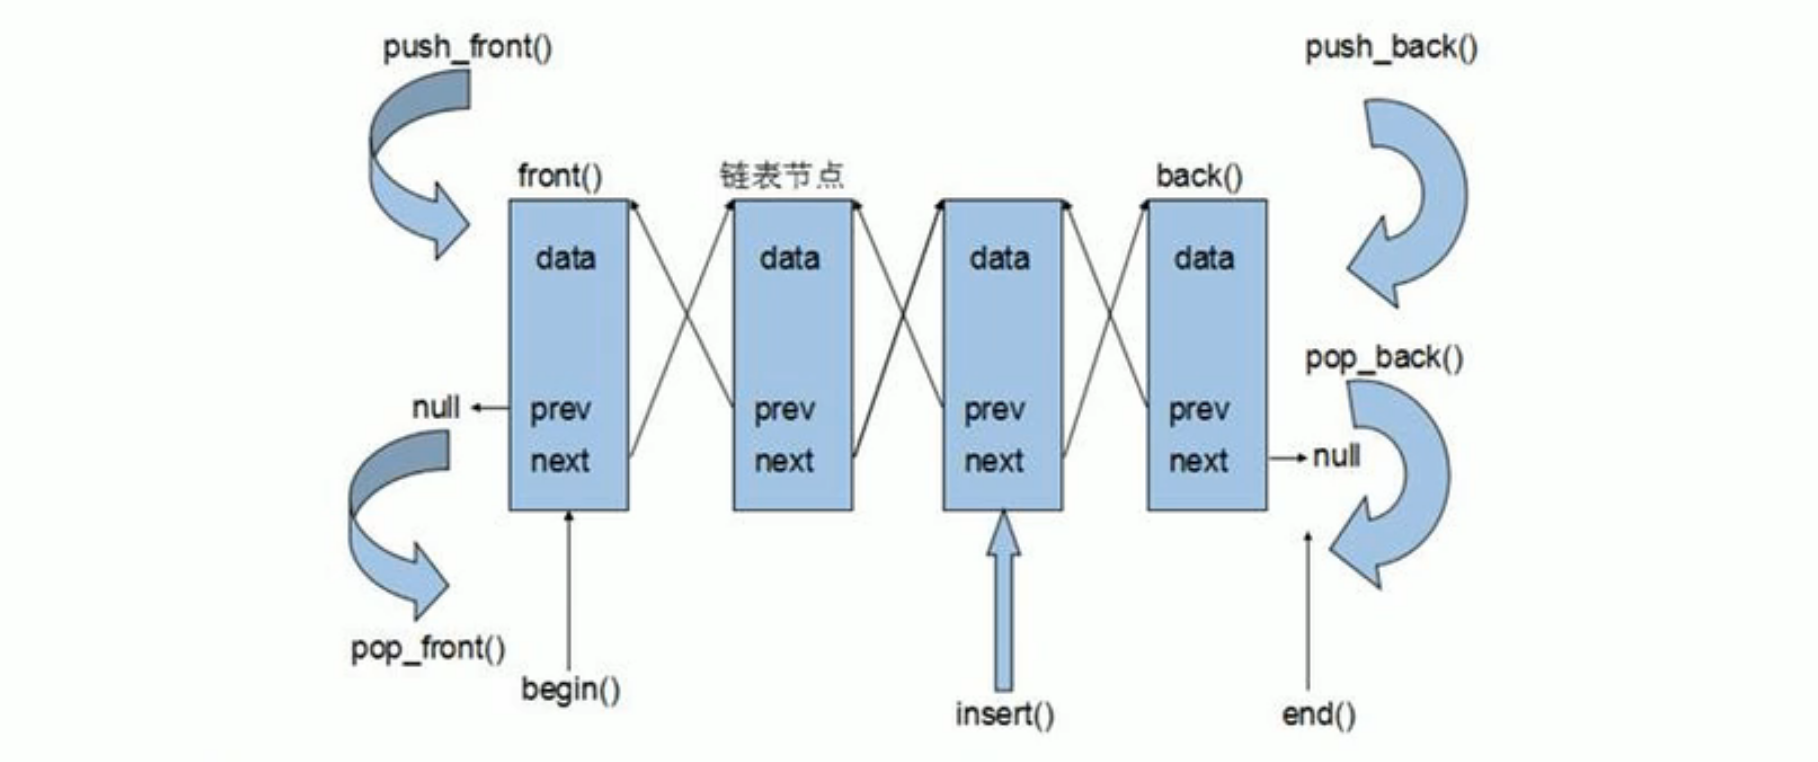 push_front()
push_back()
front()
链表节点
back()
data
data
data
data
pop_back()
null
prev
prev
prev
prev
next
next
next
next
null
pop_front()
begin()
insert()
end()